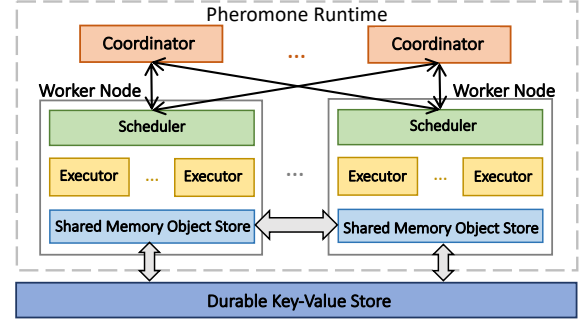 Pheromone Runtime
Coordinator
...
Coordinator
Worker Node
Worker Node
Scheduler
Scheduler
Executor
...
Executor
...
Executor
...
Executor
Shared Memory Object Store
Shared Memory Object Store
Durable Key-Value Store